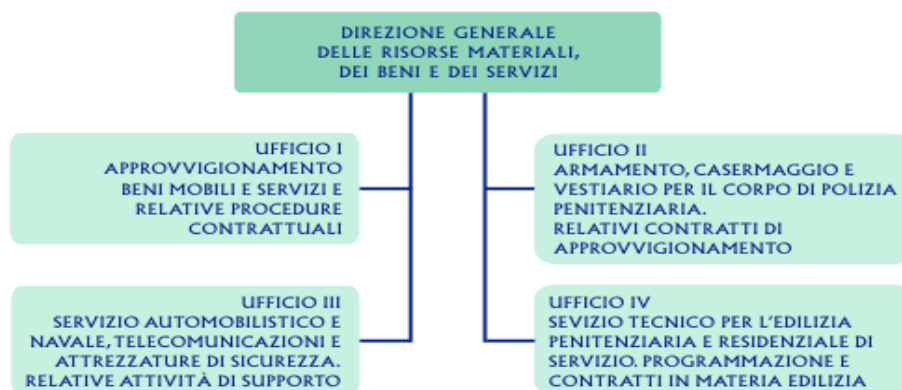 DIREZIONE GENERALE
DELLE RISORSE MATERIALI,
DEI BENI E DEI SERVIZI
UFFICIO I
APPROVVIGIONAMENTO
BENI MOBILI E SERVIZI E
RELATIVE PROCEDURE
CONTRATTUALI
UFFICIO II
ARMAMENTO, CASERMAGGIO E
VESTIARIO PER IL CORPO DI POLIZIA
PENITENZIARIA.
RELATIVI CONTRATTI DI
APPROVVIGIONAMENTO
UFFICIO III
SERVIZIO AUTOMOBILISTICO E
NAVALE, TELECOMUNICAZIONI E
ATTREZZATURE DI SICUREZZA.
RELATIVE ATTIVITÀ DI SUPPORTO
UFFICIO IV
SEVIZIO TECNICO PER L'EDILIZIA
PENITENZIARIA E RESIDENZIALE DI
SERVIZIO. PROGRAMMAZIONE E
CONTRATTI IN MATERIA EDILIZIA